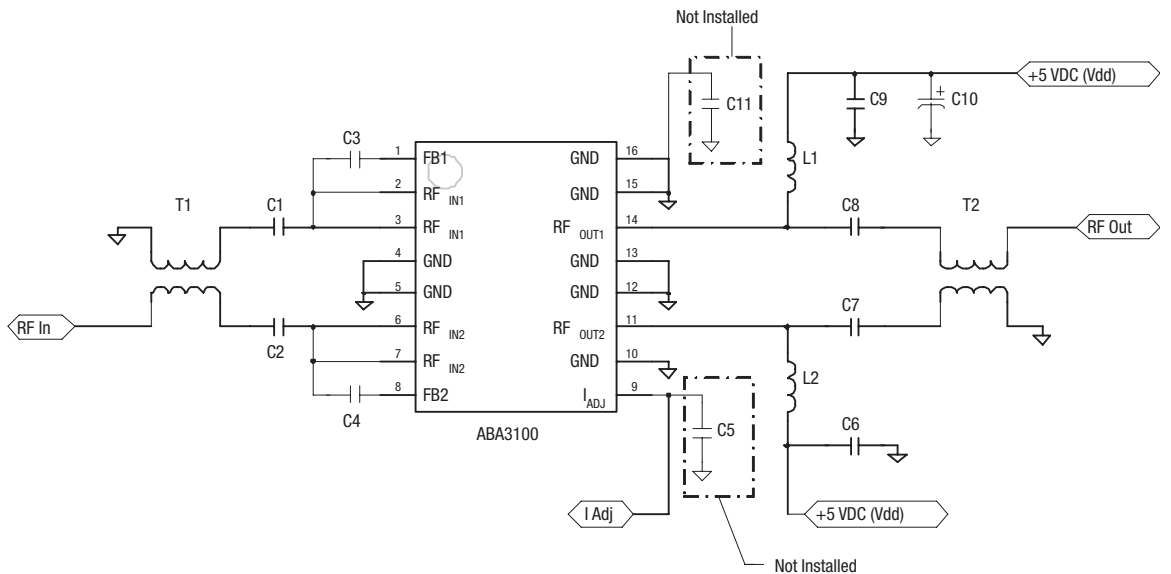 Not Installed
+5 VDC (Vdd)
C9
+
C10
C11
C3
L1
1 FB1 GND 16
2 RF IN1 GND 15
C1
C8
T1
T2
3 RF IN1 RF OUT1 14
RF Out
4 GND GND 13
5 GND GND 12
C7
RF In
6 RF IN2 RF OUT2 11
C2
7 RF IN2 GND 10
L2
8 FB2 I ADJ 9
C4
C5
C6
ABA3100
I Adj
+5 VDC (Vdd)
Not Installed